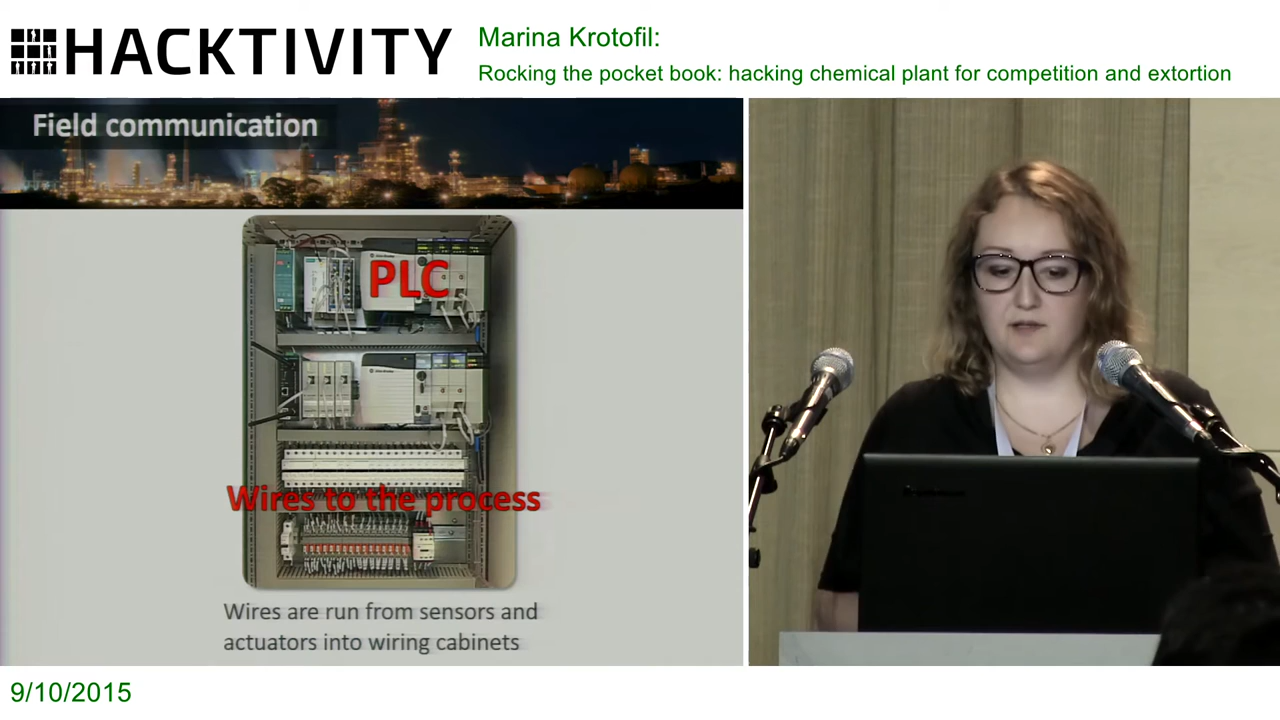 HACKTIVITY
Marina Krotofil:
Rocking the pocket book: hacking chemical plant for competition and extortion
Field communication
PLC
Wires to the process
Wires are run from sensors and
actuators into wiring cabinets
9/10/2015